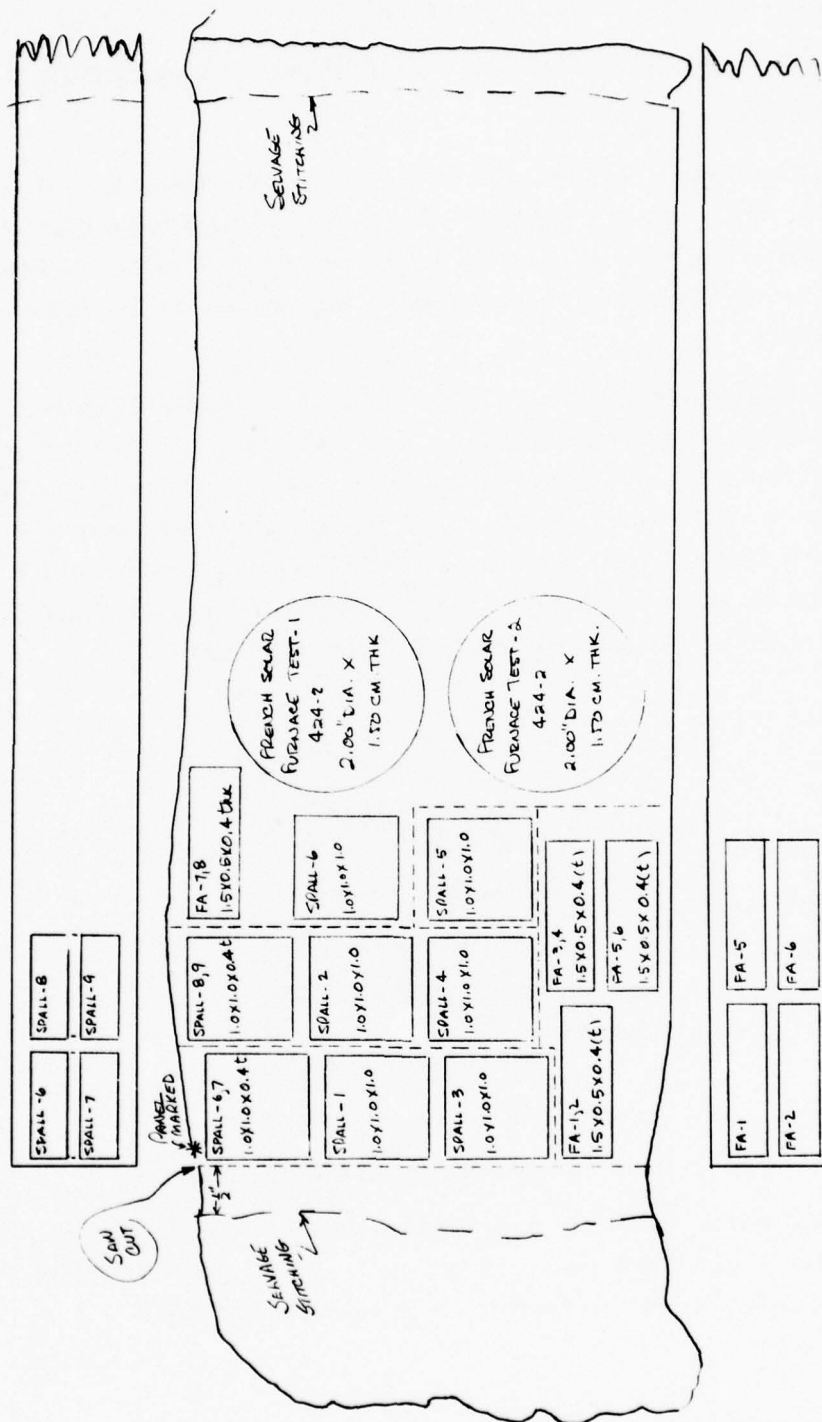 SPALL-6
SPALL-8
SPALL-7
SPALL-9
SAW
CUT
PANEL
MARKED
1"
2
SELVAGE
STITCHING
SPALL-6,7
1.0X1.0X0.4t
SPALL-8,9
1.0X1.0X0.4t
FA-7,8
1.5X0.5X0.4 thk
SPALL-1
1.0X1.0X1.0
SPALL-2
1.0X1.0X1.0
SPALL-6
1.0X1.0X1.0
SPALL-3
1.0X1.0X1.0
SPALL-4
1.0X1.0X1.0
SPALL-5
1.0X1.0X1.0
FA-1,2
1.5X0.5X0.4(t)
FA-3,4
1.5X0.5X0.4(t)
FA-5,6
1.5X0.5X0.4(t)
FRENCH SOLAR
FURNACE TEST-1
424-2
2.00" DIA. X
1.50 CM. THK
FRENCH SOLAR
FURNACE TEST-2
424-2
2.00" DIA. X
1.50 CM. THK.
SELVAGE
STITCHING
FA-1
FA-5
FA-2
FA-6